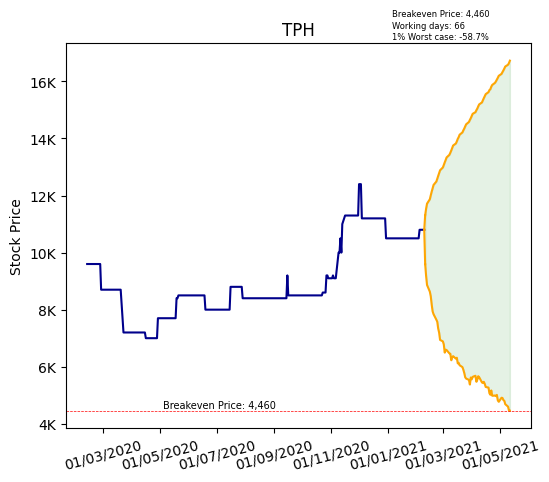 Breakeven Price: 4,460
Working days: 66
1% Worst case: -58.7%
TPH
Stock Price
16K
14K
12K
10K
8K
6K
4K
Breakeven Price: 4,460
01/03/2020
01/05/2020
01/07/2020
01/09/2020
01/11/2020
01/01/2021
01/03/2021
01/05/2021